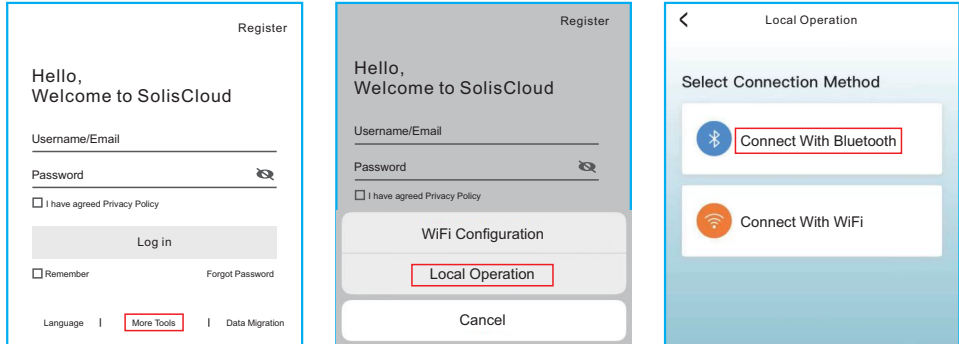 Register
Hello,
Welcome to SolisCloud
Username/Email
Password
I have agreed Privacy Policy
Log in
Remember Forgot Password
Language | More Tools | Data Migration
Register
Hello,
Welcome to SolisCloud
Username/Email
Password
I have agreed Privacy Policy
WiFi Configuration
Local Operation
Cancel
Local Operation
Select Connection Method
Connect With Bluetooth
Connect With WiFi